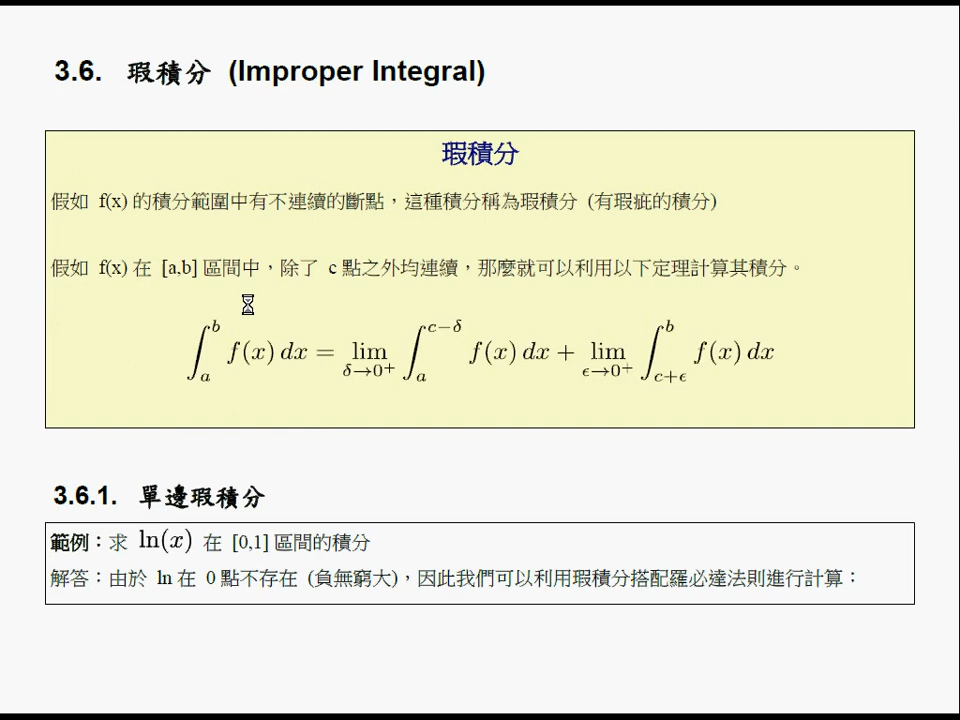 3.6. 瑕積分 (Improper Integral)
瑕積分
假如 f(x) 的積分範圍中有不連續的斷點，這種積分稱為瑕積分 (有瑕疵的積分)
假如 f(x) 在 [a,b] 區間中，除了 c 點之外均連續，那麼就可以利用以下定理計算其積分。
∫_a^b f(x) dx = lim_{δ→0⁺} ∫_a^{c−δ} f(x) dx + lim_{ϵ→0⁺} ∫_{c+ϵ}^b f(x) dx
3.6.1. 單邊瑕積分
範例：求 ln(x) 在 [0,1] 區間的積分
解答：由於 ln 在 0 點不存在 (負無窮大)，因此我們可以利用瑕積分搭配羅必達法則進行計算：